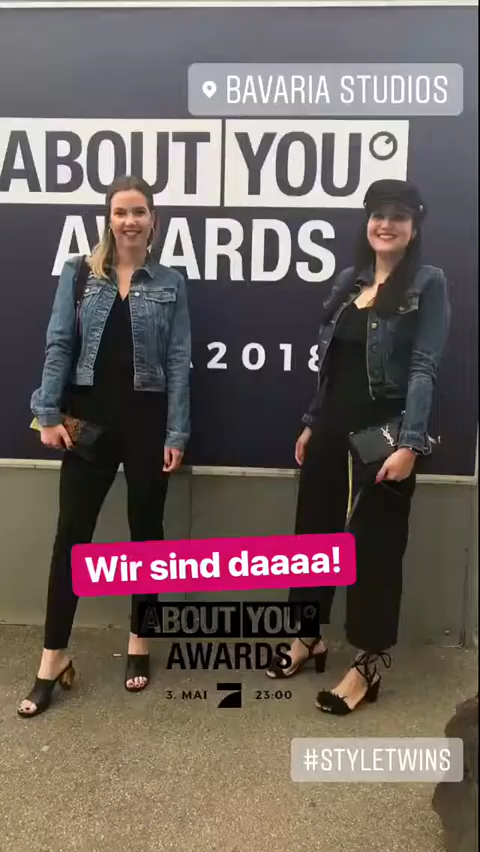 BAVARIA STUDIOS
ABOUT YOU°
AWARDS
2018
Wir sind daaaa!
ABOUT YOU°
AWARDS
3. MAI 23:00
#STYLETWINS